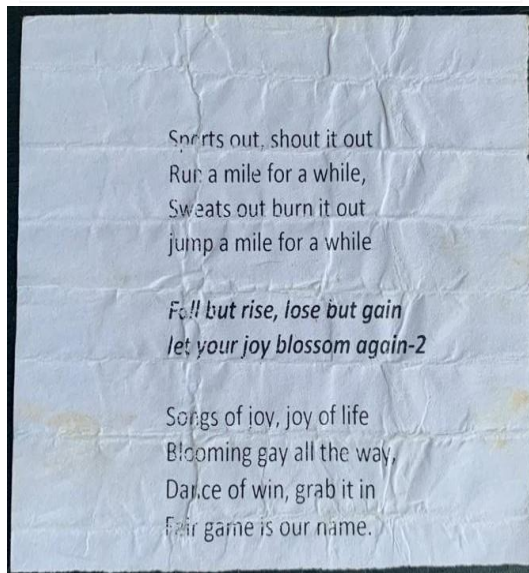 Sports out, shout it out
Run a mile for a while,
Sweats out burn it out
jump a mile for a while
Fall but rise, lose but gain
let your joy blossom again-2
Songs of joy, joy of life
Blooming gay all the way,
Dance of win, grab it in
Fair game is our name.